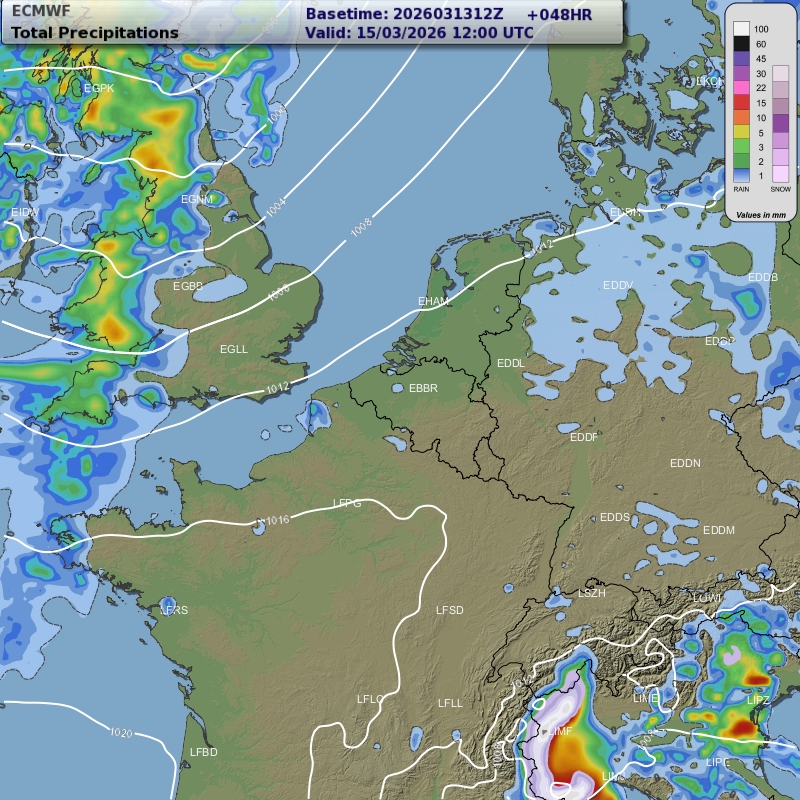 ECMWF
Basetime: 2026031312Z +048HR
Total Precipitations
Valid: 15/03/2026 12:00 UTC
100
60
45
30
22
15
10
5
3
2
1
RAIN SNOW
Values in mm
EGPK
EIDW
EGNM
1004
1008
1012
EGBB
1008
EDDV
EDDB
EHAM
EGLL
EDDL
1012
EBBR
EDDF
EDDN
LFPG
1016
EDDS
EDDM
LSZH
LOWI
LFRS
LFSD
LFLC
LFLL
LIME
LIPZ
1020
LIMF
LFBD
LIPE